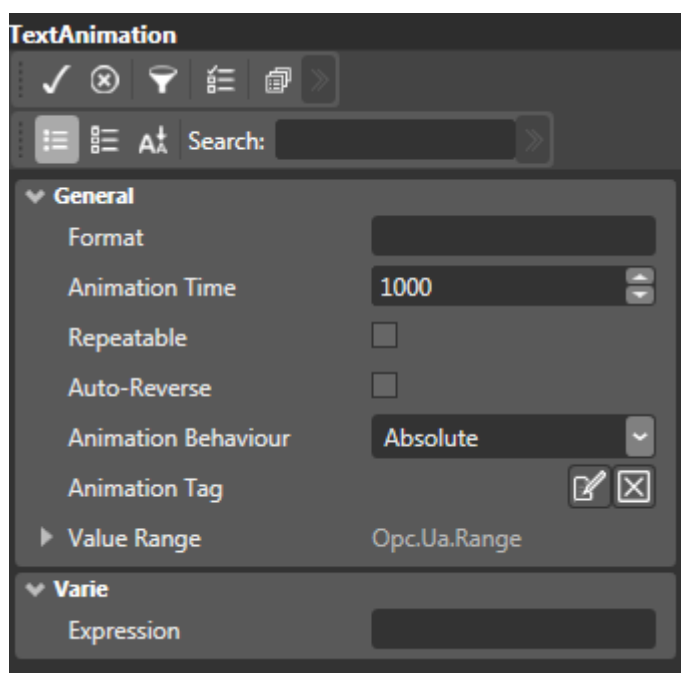 TextAnimation
Search:
General
Format
Animation Time 1000
Repeatable
Auto-Reverse
Animation Behaviour Absolute
Animation Tag
Value Range Opc.Ua.Range
Varie
Expression